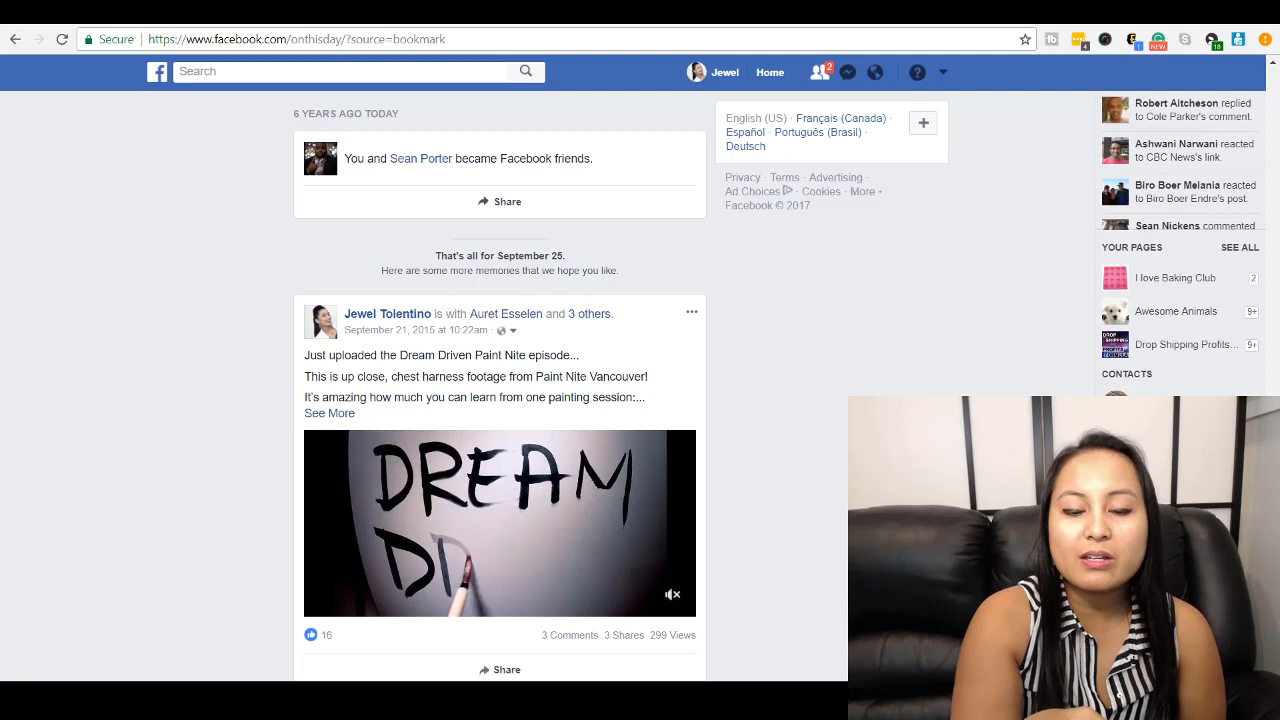 Secure
https://www.facebook.com/onthisday/?source=bookmark
4
1
NEW
18
Search
Jewel
Home
2
6 YEARS AGO TODAY
You and Sean Porter became Facebook friends.
Share
That's all for September 25.
Here are some more memories that we hope you like.
Jewel Tolentino is with Auret Esselen and 3 others.
September 21, 2015 at 10:22am
Just uploaded the Dream Driven Paint Nite episode...
This is up close, chest harness footage from Paint Nite Vancouver!
It's amazing how much you can learn from one painting session:...
See More
DREAM
DR
16
3 Comments 3 Shares 299 Views
Share
English (US) · Français (Canada) ·
Español · Português (Brasil) ·
Deutsch
Privacy · Terms · Advertising ·
Ad Choices · Cookies · More
Facebook © 2017
Robert Aitcheson replied
to Cole Parker's comment.
Ashwani Narwani reacted
to CBC News's link.
Biro Boer Melania reacted
to Biro Boer Endre's post.
Sean Nickens commented
YOUR PAGES SEE ALL
I love Baking Club 2
Awesome Animals 9+
Drop Shipping Profits... 9+
CONTACTS